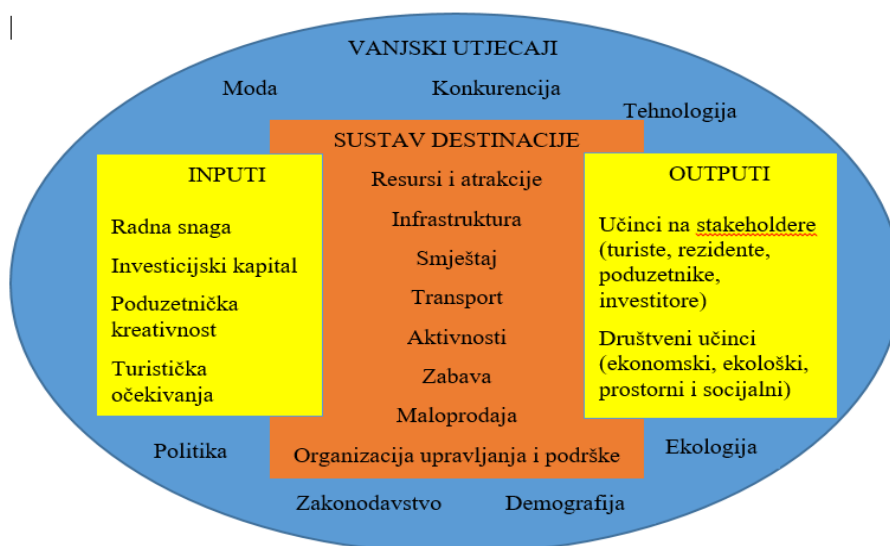 VANJSKI UTJECAJI
Moda
Konkurencija
Tehnologija
INPUTI
Radna snaga
Investicijski kapital
Poduzetnička
kreativnost
Turistička
očekivanja
SUSTAV DESTINACIJE
Resursi i atrakcije
Infrastruktura
Smještaj
Transport
Aktivnosti
Zabava
Maloprodaja
Organizacija upravljanja i podrške
OUTPUTI
Učinci na stakeholdere
(turiste, rezidente,
poduzetnike,
investitore)
Društveni učinci
(ekonomski, ekološki,
prostorni i socijalni)
Politika
Ekologija
Zakonodavstvo
Demografija